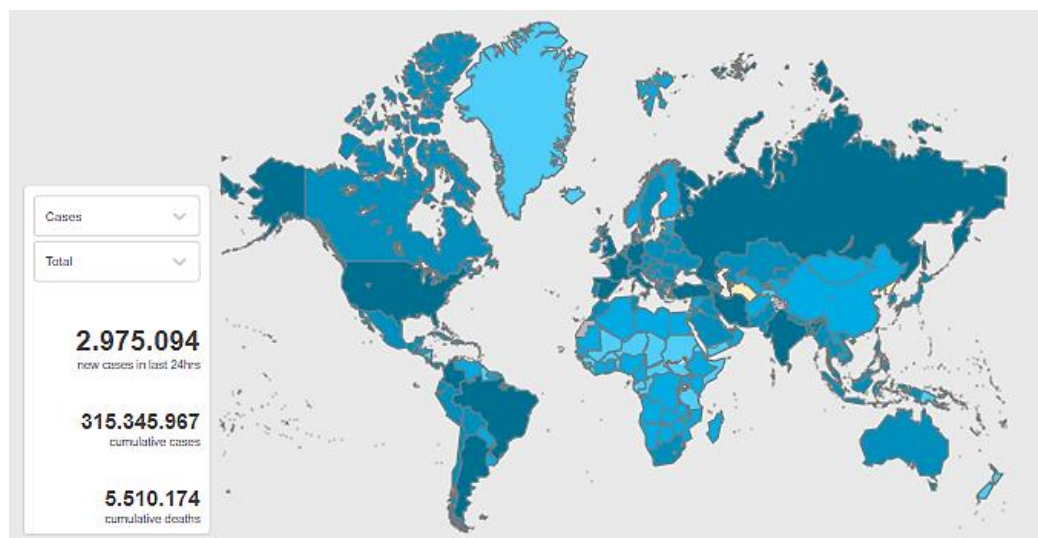 Cases
Total
2.975.094
new cases in last 24hrs
315.345.967
cumulative cases
5.510.174
cumulative deaths